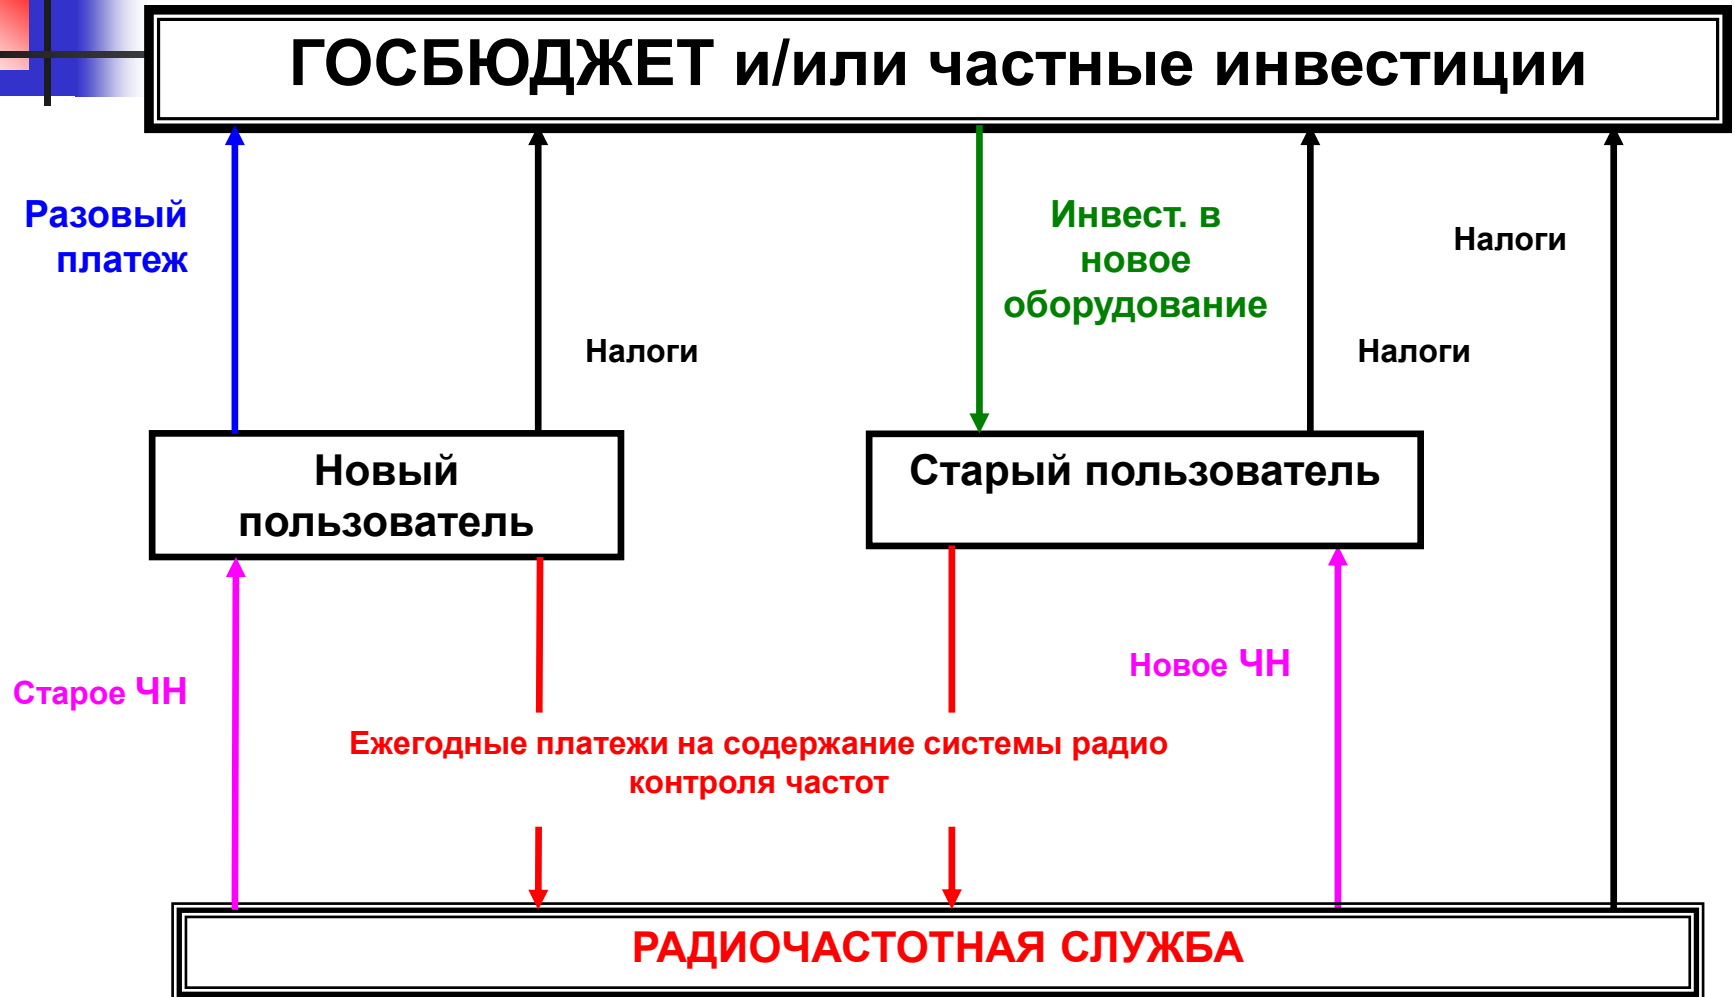 ГОСБЮДЖЕТ и/или частные инвестиции
Разовый
платеж
Налоги
Инвест. в
новое
оборудование
Налоги
Налоги
Новый
пользователь
Старый пользователь
Старое ЧН
Новое ЧН
Ежегодные платежи на содержание системы радио
контроля частот
РАДИОЧАСТОТНАЯ СЛУЖБА